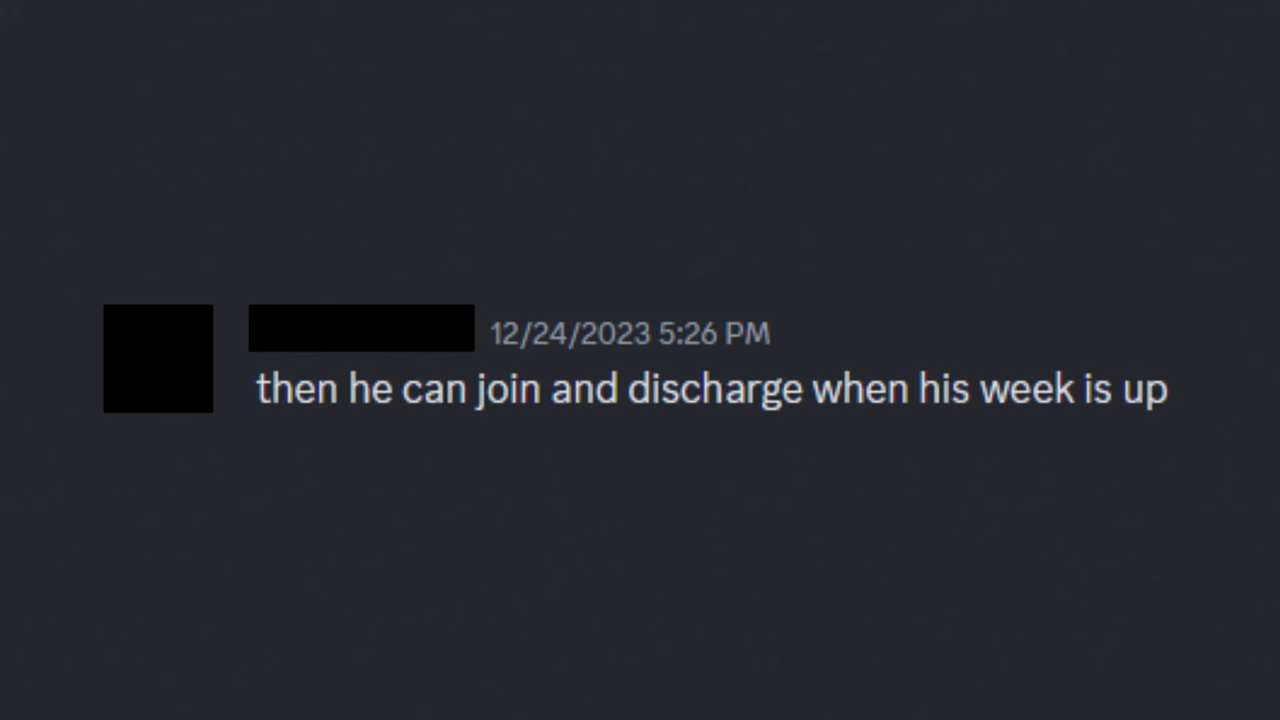 12/24/2023 5:26 PM
then he can join and discharge when his week is up